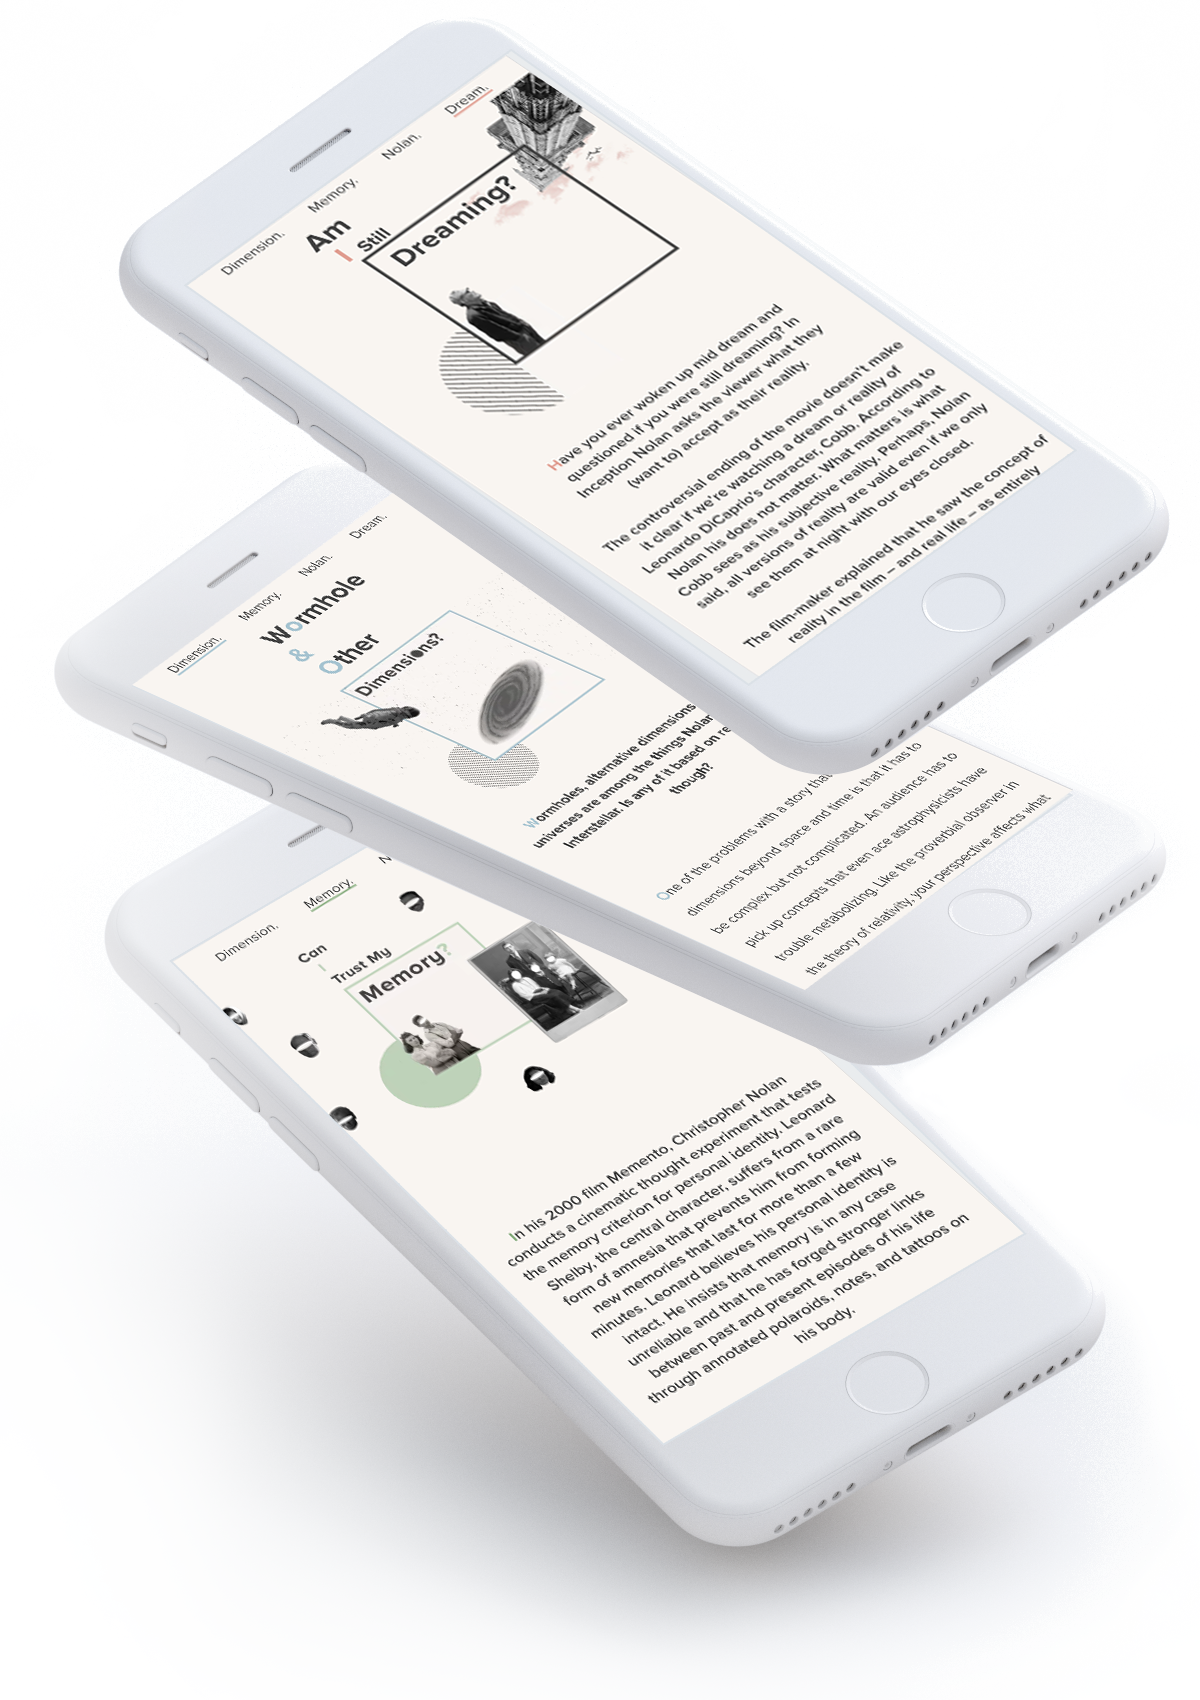 Dimension.
Memory.
Nolan.
Dream.
Am
I Still
Dreaming?
Have you ever woken up mid dream and
questioned if you were still dreaming? In
Inception Nolan asks the viewer what they
(want to) accept as their reality.
The controversial ending of the movie doesn't make
it clear if we're watching a dream or reality of
Leonardo DiCaprio's character, Cobb. According to
Nolan his does not matter. What matters is what
Cobb sees as his subjective reality. Perhaps, Nolan
said, all versions of reality are valid even if we only
see them at night with our eyes closed.
The film-maker explained that he saw the concept of
reality in the film – and real life – as entirely
Dimension.
Memory.
Nolan.
Dream.
Wormhole
&
Other
Dimensions?
Wormholes, alternative dimensions
universes are among the things Nolan
Interstellar. Is any of it based on
though?
One of the problems with a story that
dimensions beyond space and time is that it has to
be complex but not complicated. An audience has to
pick up concepts that even ace astrophysicists have
trouble metabolizing. Like the proverbial observer in
the theory of relativity, your perspective affects what
Dimension.
Memory.
Can
I
Trust My
Memory?
In his 2000 film Memento, Christopher Nolan
conducts a cinematic thought experiment that tests
the memory criterion for personal identity. Leonard
Shelby, the central character, suffers from a rare
form of amnesia that prevents him from forming
new memories that last for more than a few
minutes. Leonard believes his personal identity is
intact. He insists that memory is in any case
unreliable and that he has forged stronger links
between past and present episodes of his life
through annotated polaroids, notes, and tattoos on
his body.